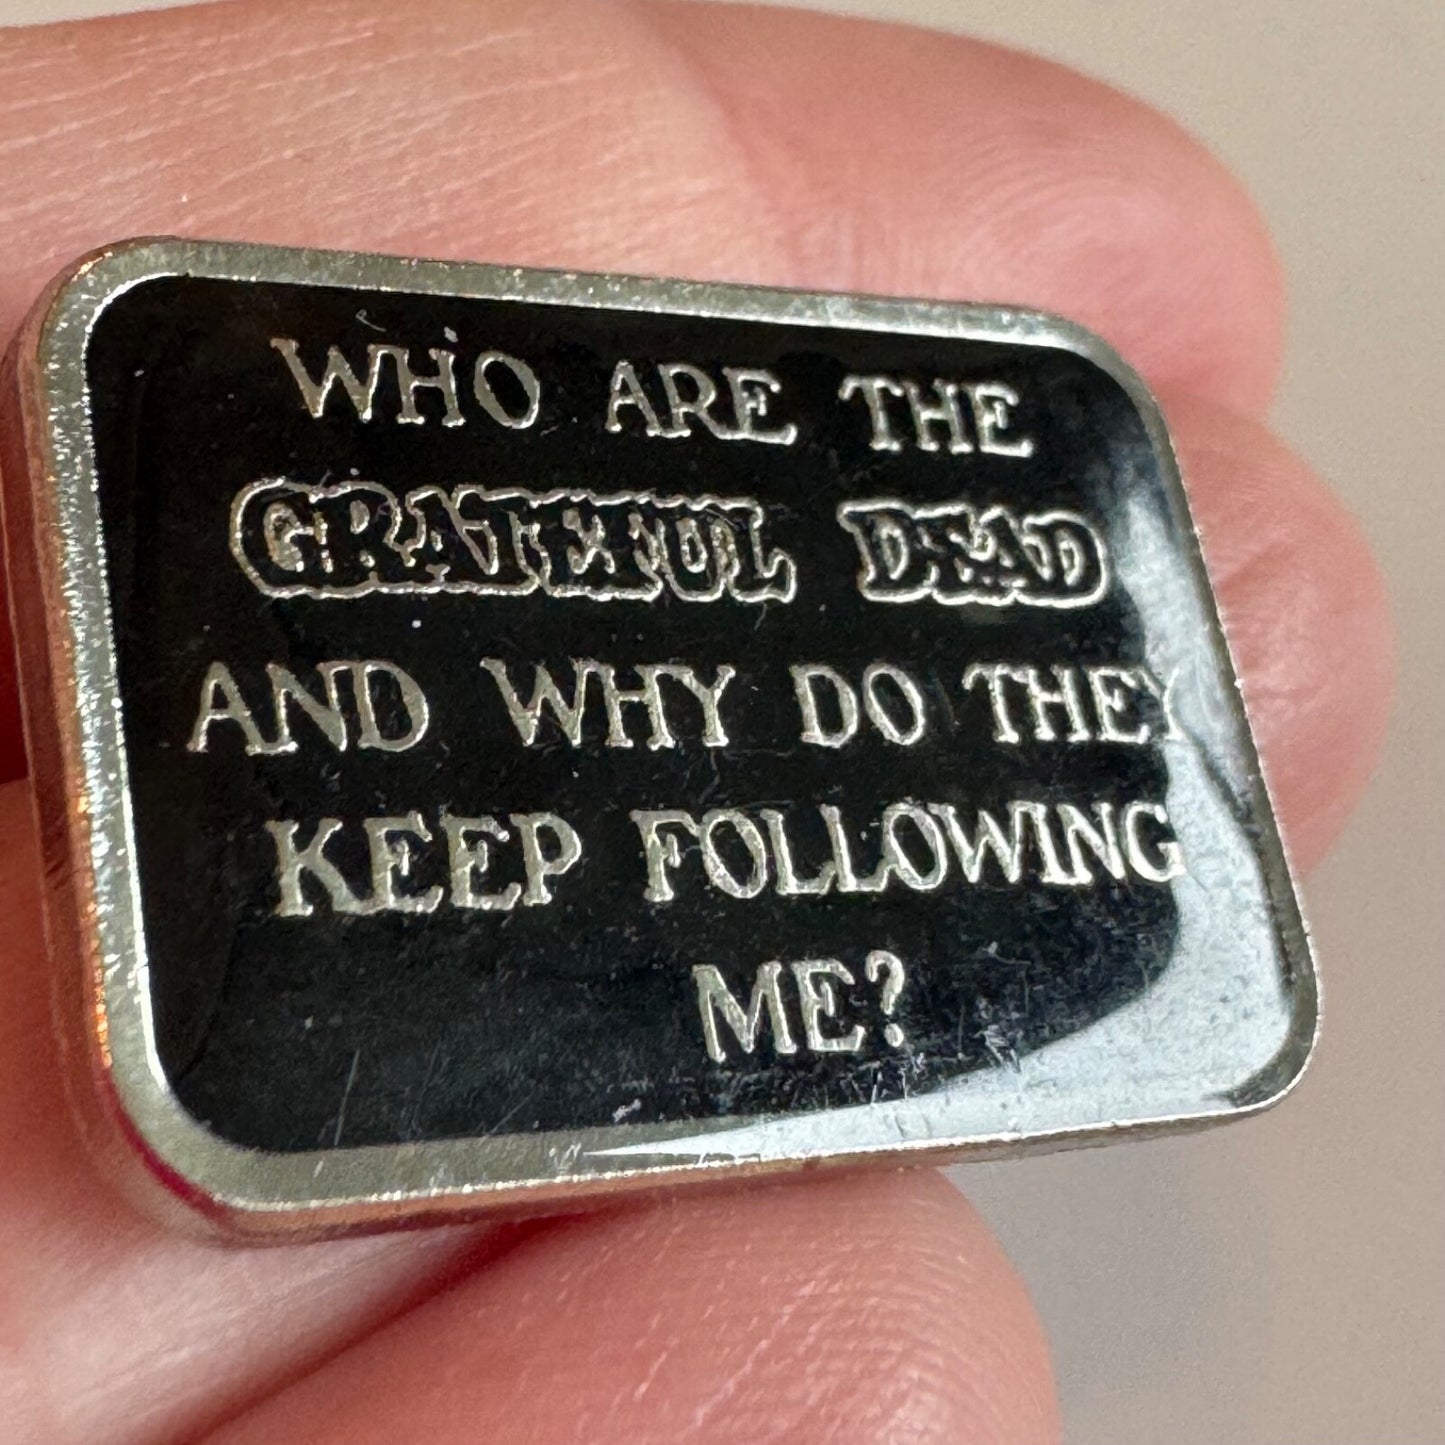 WHO ARE THE
GRATEFUL DEAD
AND WHY DO THEY
KEEP FOLLOWING
ME?